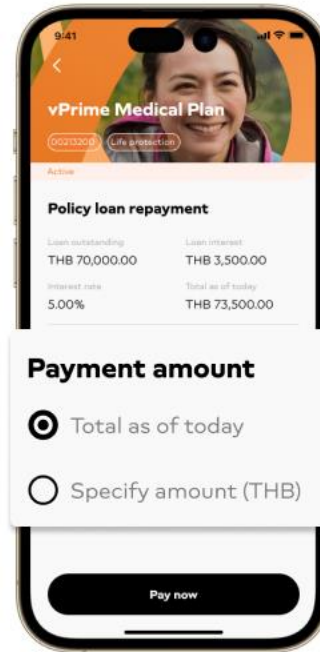 9:41
vPrime Medical Plan
00213200 Life protection
Active
Policy loan repayment
Loan outstanding Loan interest
THB 70,000.00 THB 3,500.00
Interest rate Total as of today
5.00% THB 73,500.00
Payment amount
Total as of today
Specify amount (THB)
Pay now